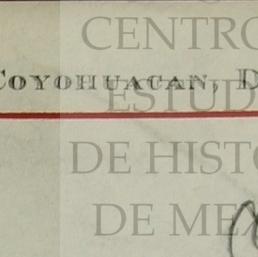 CENTRO
COYOHUACAN, D
ESTUD
DE HISTO
DE MEX